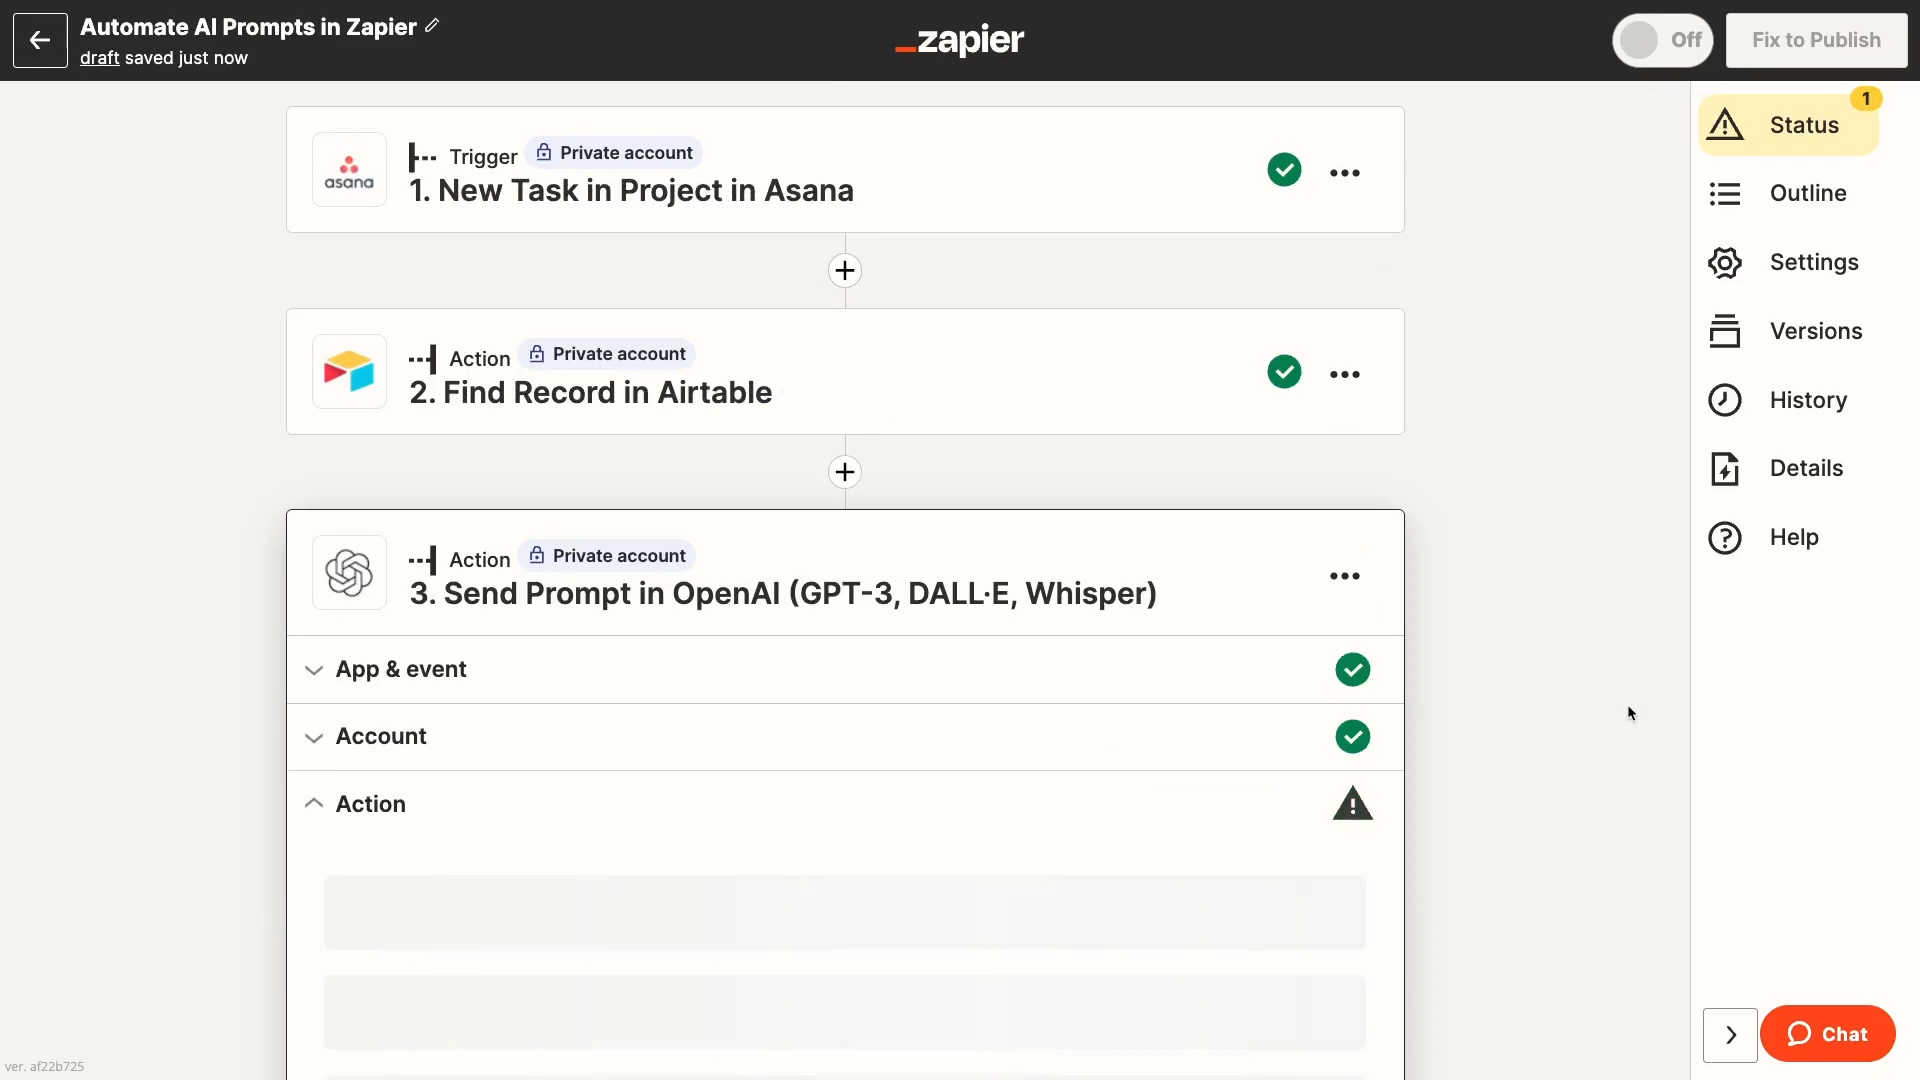 Automate AI Prompts in Zapier
draft saved just now
zapier
Off
Fix to Publish
asana
Trigger
Private account
1. New Task in Project in Asana
Action
Private account
2. Find Record in Airtable
Action
Private account
3. Send Prompt in OpenAI (GPT-3, DALL·E, Whisper)
App & event
Account
Action
1
Status
Outline
Settings
Versions
History
Details
Help
Chat
ver. af22b725